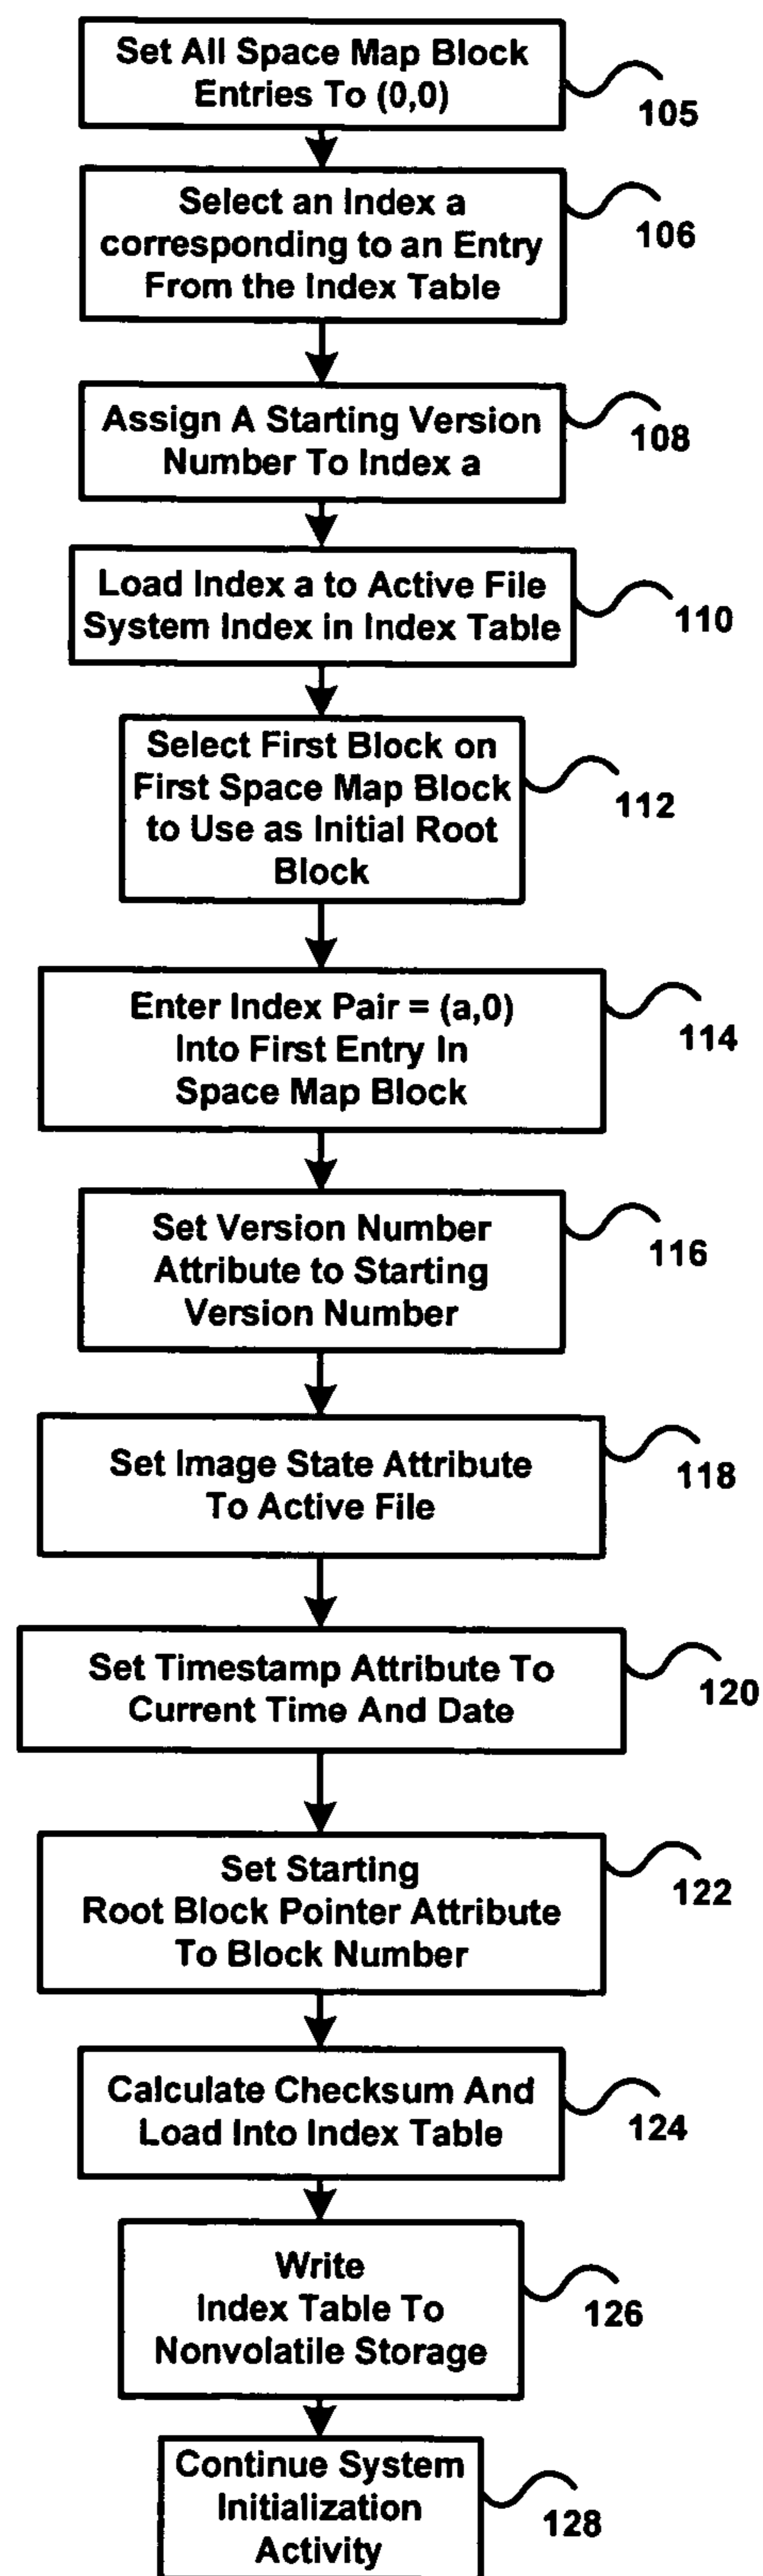 Set All Space Map Block
Entries To (0,0)
105
Select an Index a
corresponding to an Entry
From the Index Table
106
Assign A Starting Version
Number To Index a
108
Load Index a to Active File
System Index in Index Table
110
Select First Block on
First Space Map Block
to Use as Initial Root
Block
112
Enter Index Pair = (a,0)
Into First Entry In
Space Map Block
114
Set Version Number
Attribute to Starting
Version Number
116
Set Image State Attribute
To Active File
118
Set Timestamp Attribute To
Current Time And Date
120
Set Starting
Root Block Pointer Attribute
To Block Number
122
Calculate Checksum And
Load Into Index Table
124
Write
Index Table To
Nonvolatile Storage
126
Continue System
Initialization
Activity
128